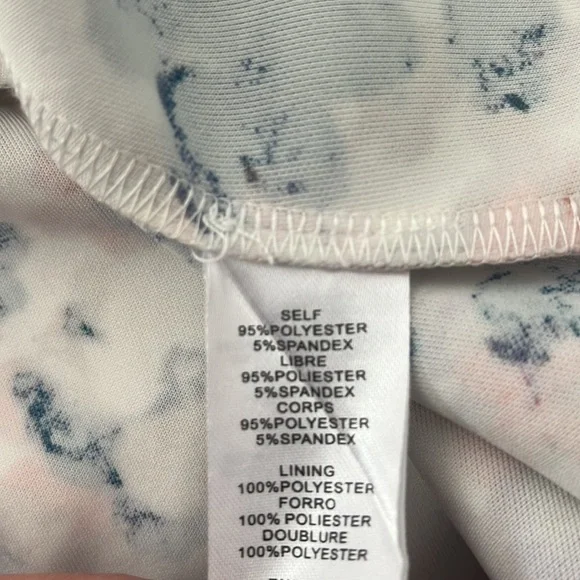 SELF
95%POLYESTER
5%SPANDEX
LIBRE
95%POLIESTER
5%SPANDEX
CORPS
95%POLYESTER
5%SPANDEX
LINING
100%POLYESTER
FORRO
100% POLIESTER
DOUBLURE
100%POLYESTER